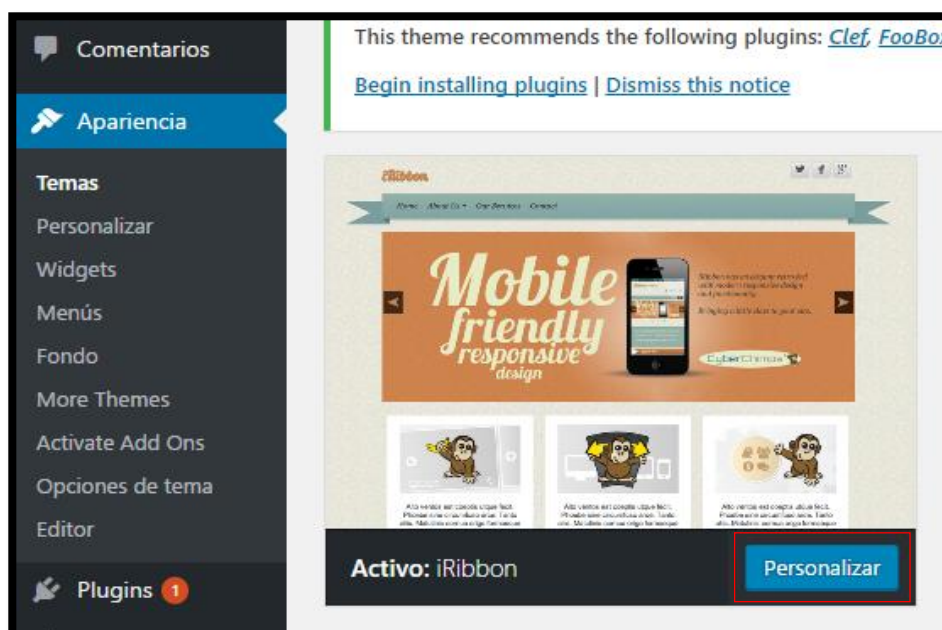 Comentarios
Apariencia
Temas
Personalizar
Widgets
Menús
Fondo
More Themes
Activate Add Ons
Opciones de tema
Editor
Plugins 1
This theme recommends the following plugins: Clef, FooBox
Begin installing plugins | Dismiss this notice
iRibbon
Home About Us Our Services Contact
Mobile
friendly
responsive
design
CyberChimps
Activo: iRibbon
Personalizar